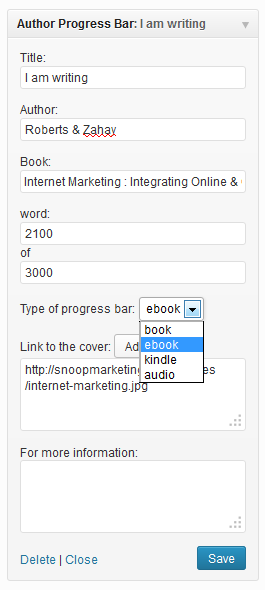 Author Progress Bar: I am writing
Title:
I am writing
Author:
Roberts & Zahay
Book:
Internet Marketing : Integrating Online &
word:
2100
of
3000
Type of progress bar: ebook
book
ebook
kindle
audio
Link to the cover: Ad
http://snoopmarketing es
/internet-marketing.jpg
For more information:
Delete | Close
Save